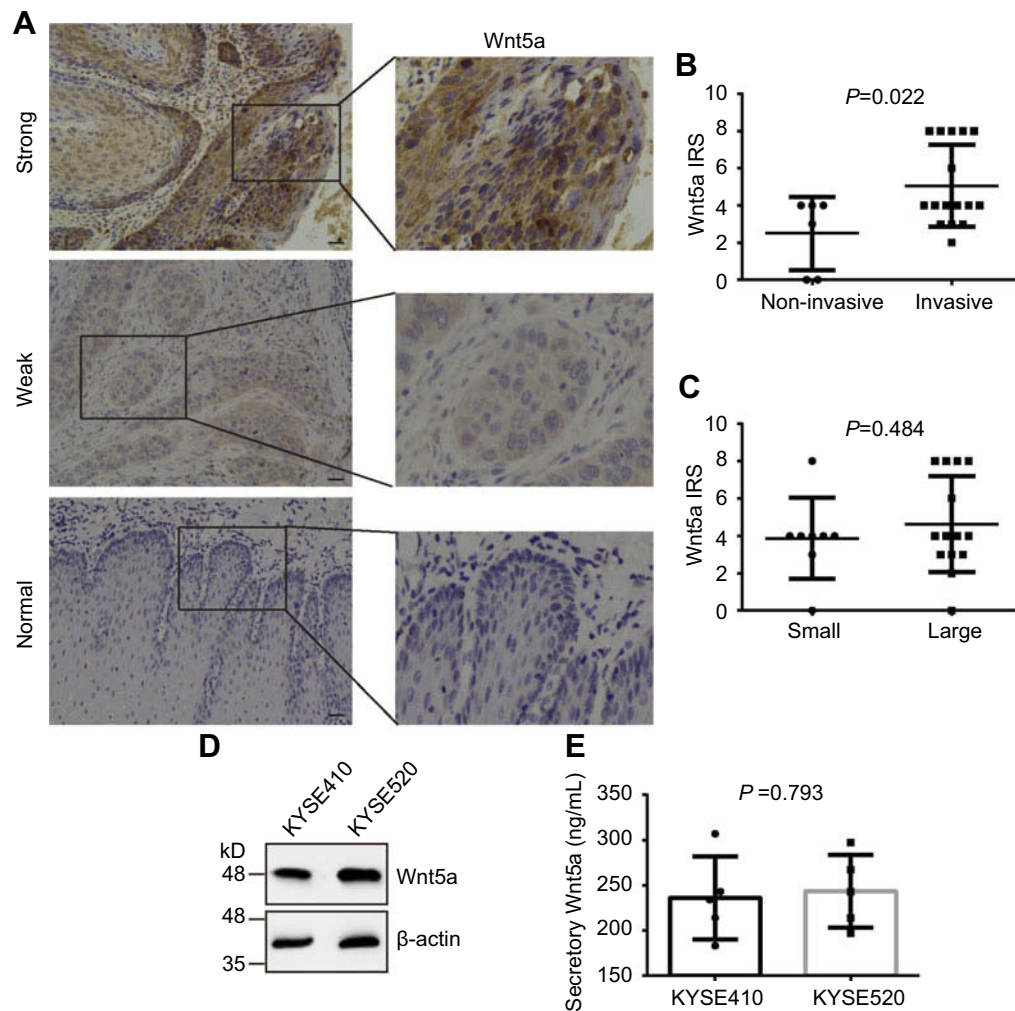 A
Wnt5a
Strong
Weak
Normal
B
P=0.022
Wnt5a IRS
10
8
6
4
2
0
Non-invasive
Invasive
C
P=0.484
Wnt5a IRS
10
8
6
4
2
0
Small
Large
D
KYSE410
KYSE520
kD
48
Wnt5a
48
β-actin
35
E
P =0.793
Secretory Wnt5a (ng/mL)
350
300
250
200
150
KYSE410
KYSE520